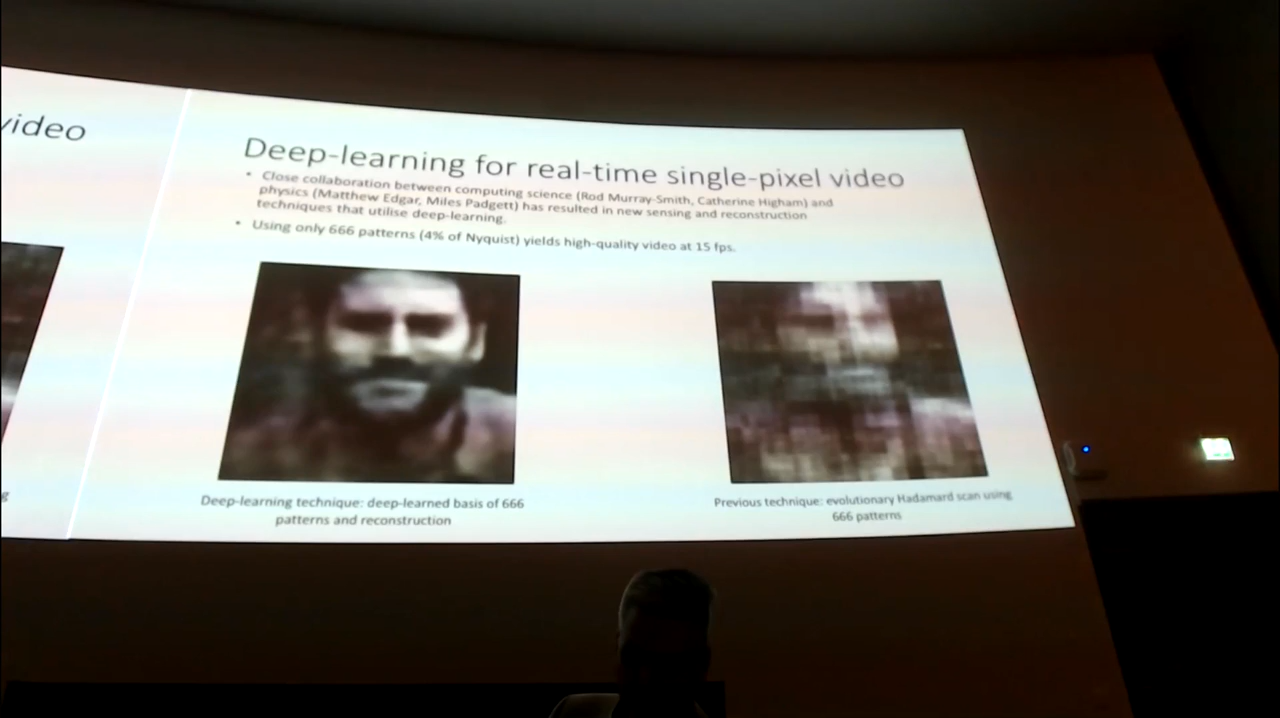 video
Deep-learning for real-time single-pixel video
• Close collaboration between computing science (Rod Murray-Smith, Catherine Higham) and
physics (Matthew Edgar, Miles Padgett) has resulted in new sensing and reconstruction
techniques that utilise deep-learning.
• Using only 666 patterns (4% of Nyquist) yields high-quality video at 15 fps.
g
Deep-learning technique: deep-learned basis of 666
patterns and reconstruction
Previous technique: evolutionary Hadamard scan using
666 patterns